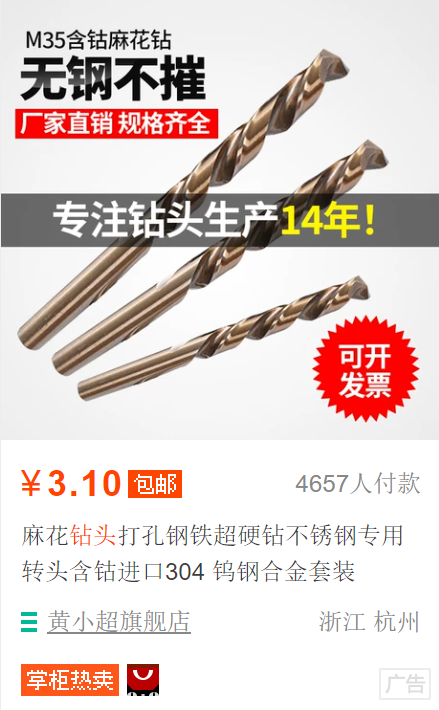 M35含钴麻花钻
无钢不摧
厂家直销 规格齐全
专注钻头生产14年!
可开
发票
￥3.10 包邮
4657人付款
麻花钻头打孔钢铁超硬钻不锈钢专用
转头含钴进口304 钨钢合金套装
黄小超旗舰店
浙江 杭州
掌柜热卖
广告